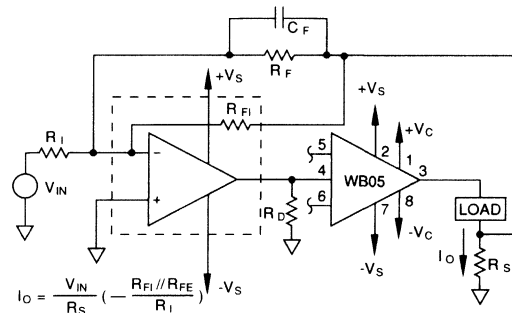 C F
R F
+V S
R FI
+V S
+V C
R I
5
2
1
−
4
WB05
3
V IN
+
R D
6
7
8
LOAD
-V C
-V S
I O
R S
-V S
I O = V IN / R S (− R FI // R FE / R I )